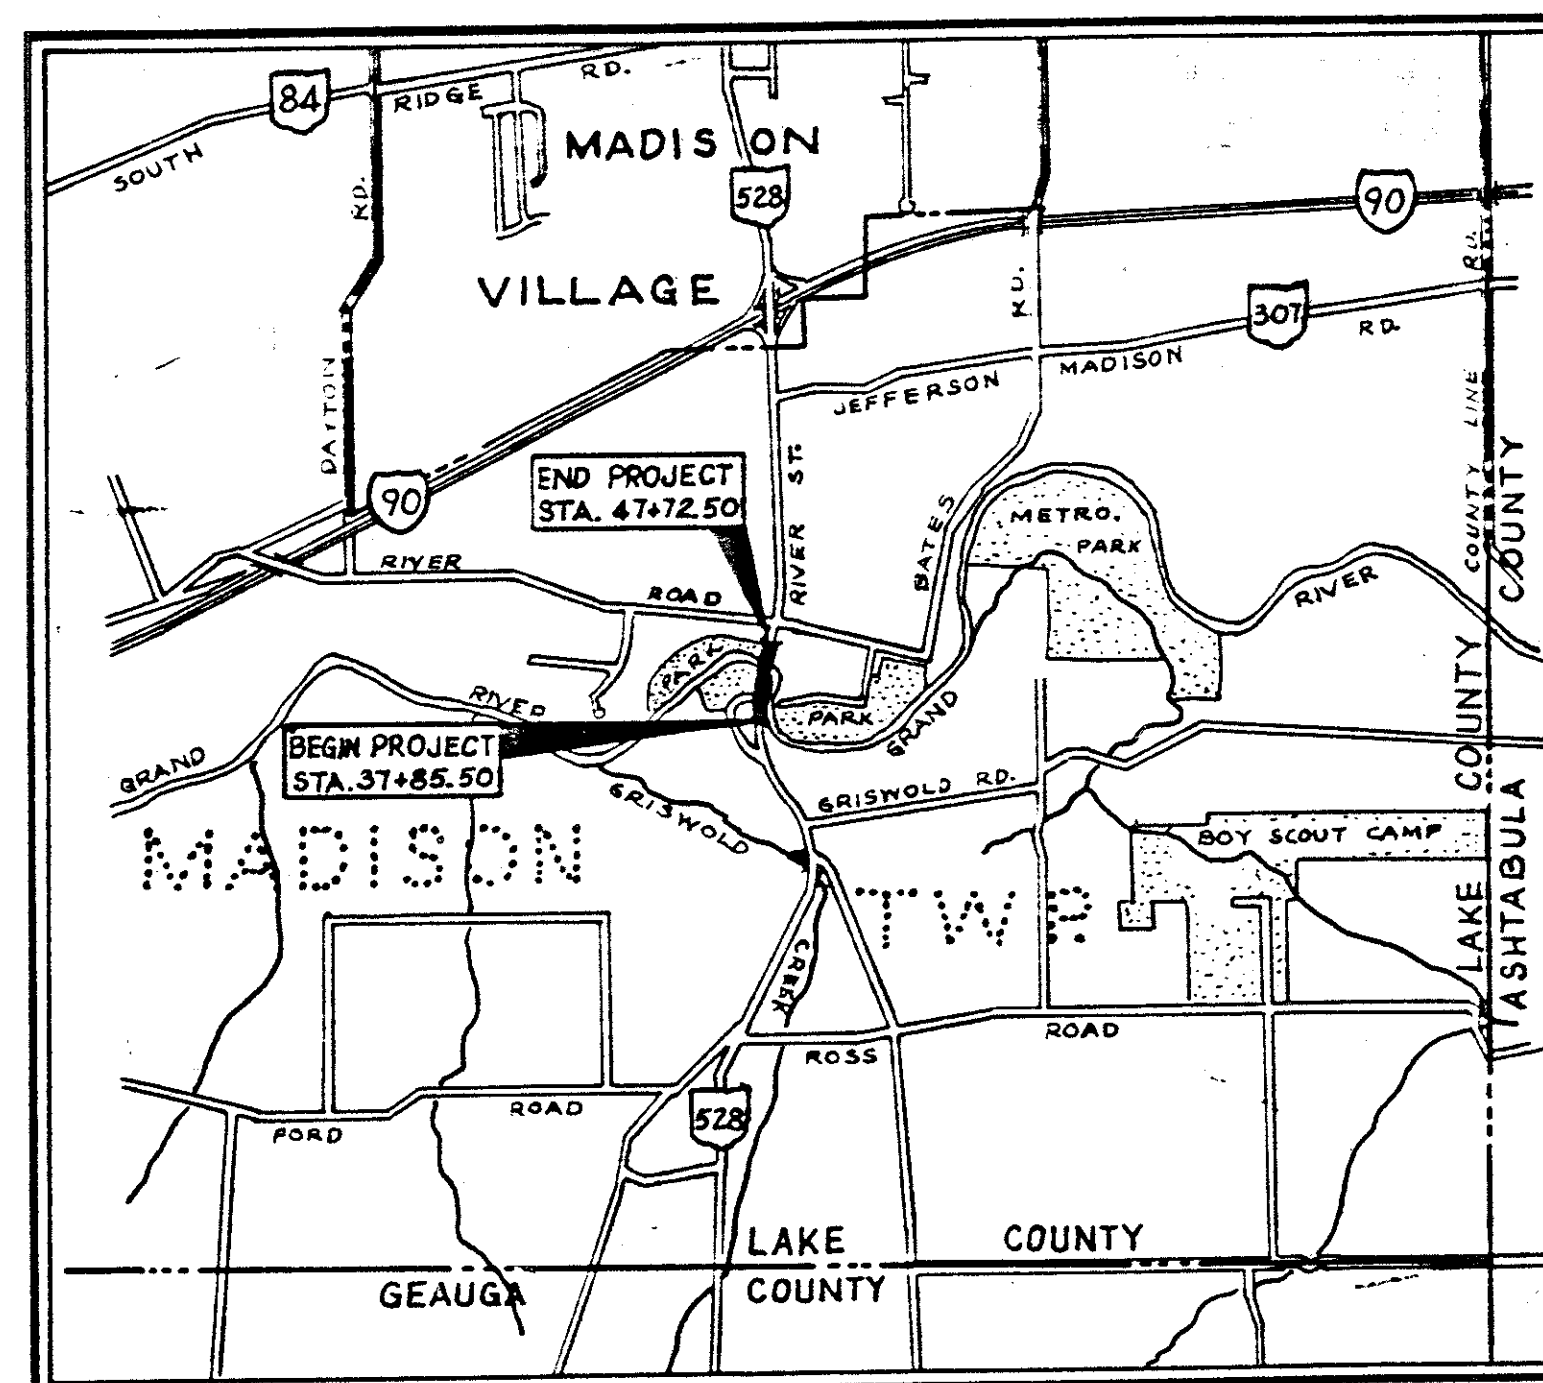 84
RIDGE
RD.
SOUTH
MADISON
RD.
528
90
VILLAGE
RD.
RD.
307
RD.
DAYTON
JEFFERSON
MADISON
COUNTY LINE
COUNTY
90
END PROJECT
STA. 47+72.50
RIVER ST.
BATES
METRO.
PARK
RIVER
ROAD
RIVER
PARK
RIVER
PARK
GRAND
BEGIN PROJECT
STA. 37+85.50
GRAND
GRISWOLD
GRISWOLD RD.
LAKE COUNTY
ASHTABULA
BOY SCOUT CAMP
MADISON
TWP.
CREEK
ROSS
ROAD
528
FORD
ROAD
LAKE COUNTY
GEAUGA COUNTY